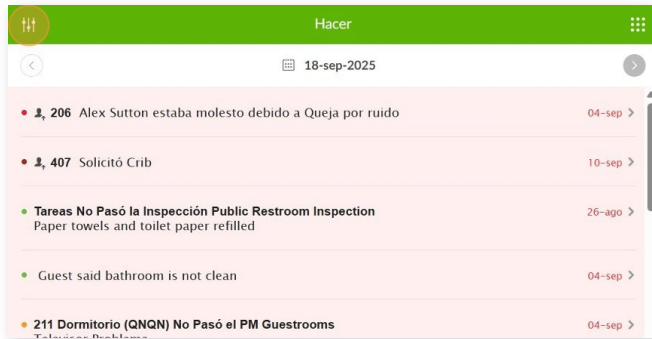 Hacer
18-sep-2025
206 Alex Sutton estaba molesto debido a Queja por ruido 04-sep
407 Solicitó Crib 10-sep
Tareas No Pasó la Inspección Public Restroom Inspection 26-ago
Paper towels and toilet paper refilled
Guest said bathroom is not clean 04-sep
211 Dormitorio (QNQN) No Pasó el PM Guestrooms 04-sep
Televisor Problema